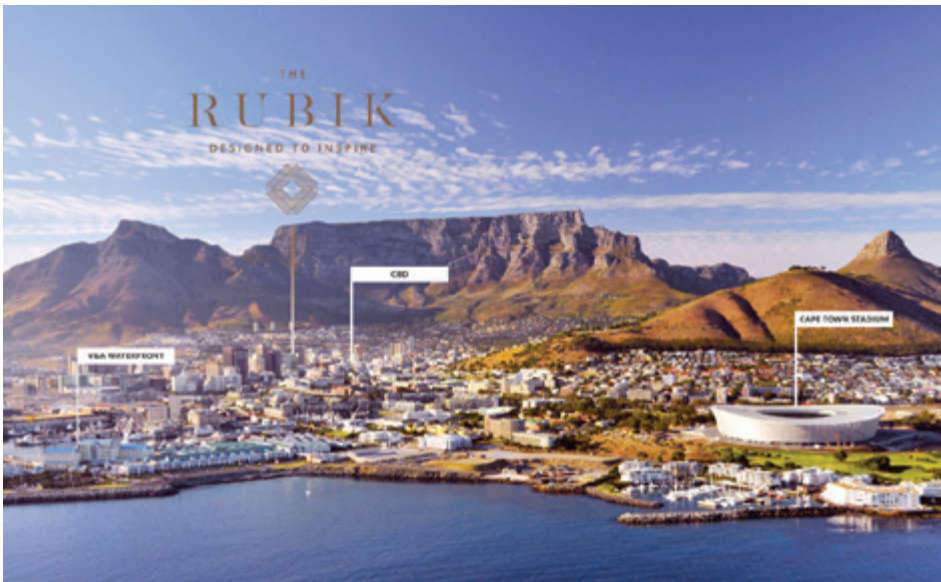 THE
RUBIK
DESIGNED TO INSPIRE
CBD
CAPE TOWN STADIUM
V&A WATERFRONT